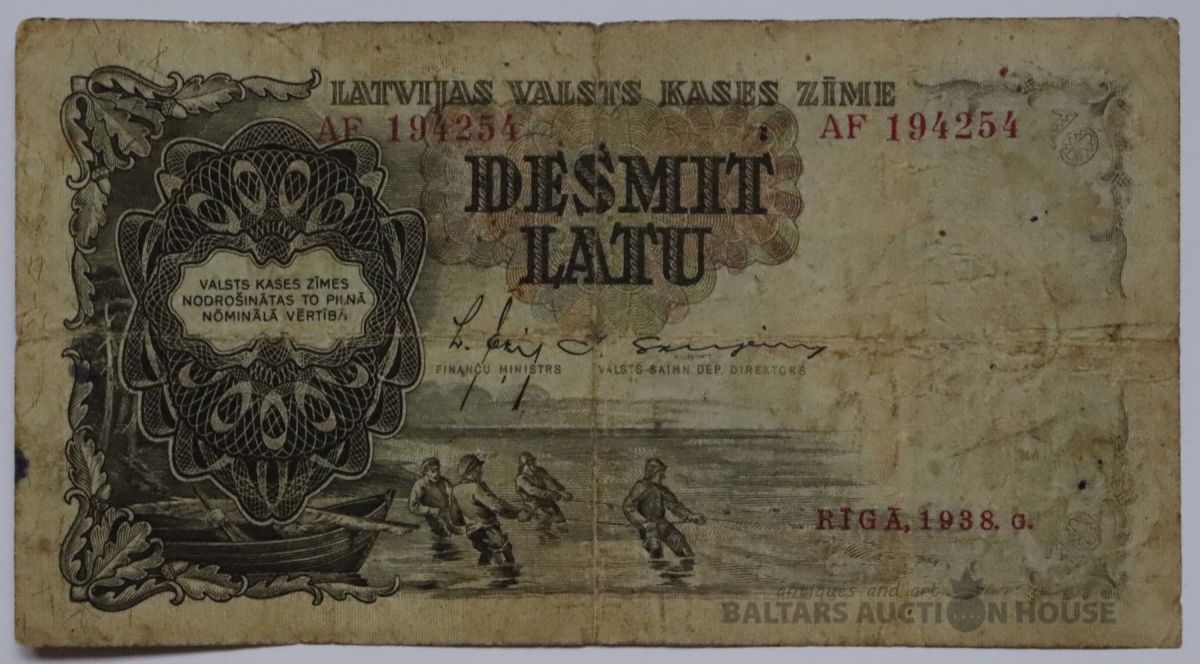 LATVIJAS VALSTS KASES ZĪME
AF 194254
AF 194254
DESMIT
LATU
VALSTS KASES ZĪMES
NODROŠINĀTAS TO PILNĀ
NŌMINĀLĀ VĒRTĪBĀ
FINANČU MINISTRS
VALSTS SAIMN. DEP. DIREKTORS
RĪGĀ, 1938. G.
antiques and art
BALTARS AUCTION HOUSE